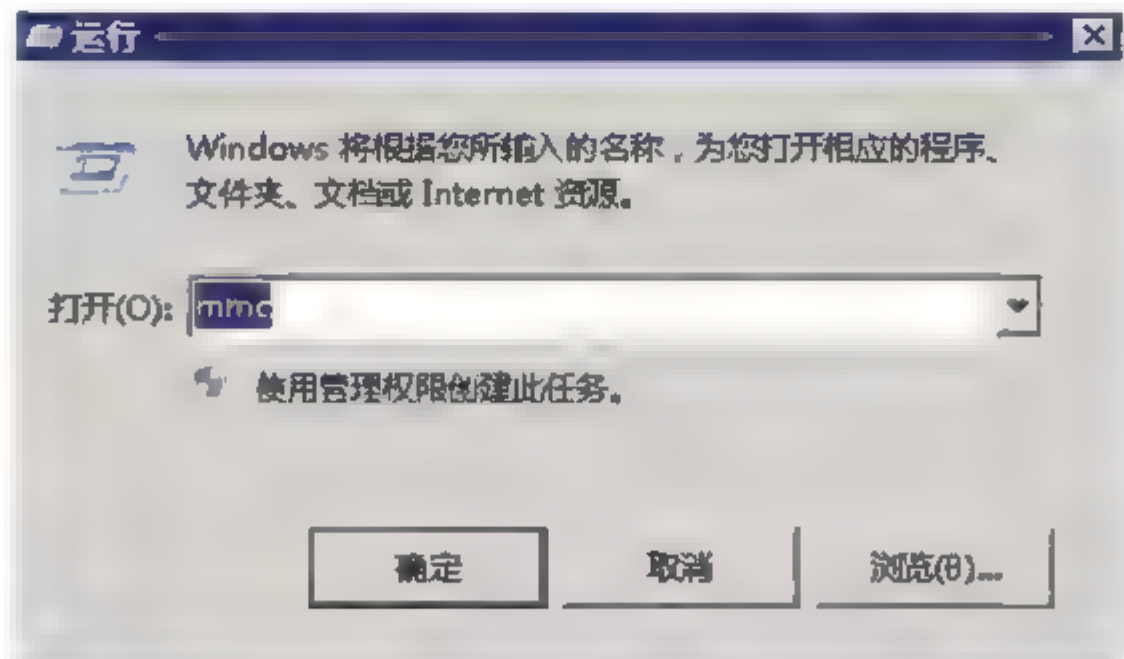 运行
Windows 将根据您所输入的名称，为您打开相应的程序、
文件夹、文档或 Internet 资源。
打开(O): mmc
使用管理权限创建此任务。
确定 取消 浏览(B)...